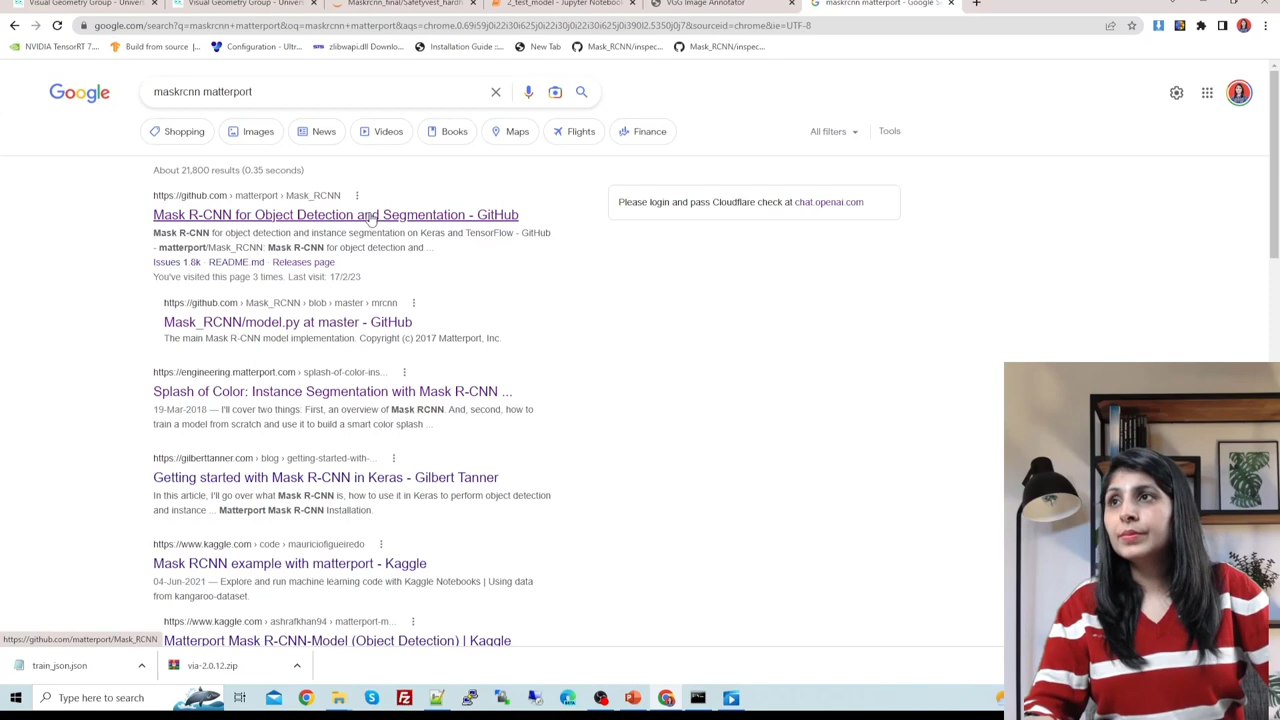 Visual Geometry Group - Univers
Visual Geometry Group - Univers
Maskrcnn_final/Safetyvest_hardh
2_test_model - Jupyter Noteboo
VGG Image Annotator
maskrcnn matterport - Google Se
google.com/search?q=maskrcnn+matterport&oq=maskrcnn+matterport&aqs=chrome.0.69i59j0i22i30i625j0i22i30i625j0i390l2.5350j0j7&sourceid=chrome&ie=UTF-8
NVIDIA TensorRT 7....
Build from source |...
Configuration - Ultr...
zlibwapi.dll Downlo...
Installation Guide ::...
New Tab
Mask_RCNN/inspec...
Mask_RCNN/inspec...
Google
maskrcnn matterport
Shopping
Images
News
Videos
Books
Maps
Flights
Finance
All filters
Tools
About 21,800 results (0.35 seconds)
https://github.com › matterport › Mask_RCNN
Mask R-CNN for Object Detection and Segmentation - GitHub
Mask R-CNN for object detection and instance segmentation on Keras and TensorFlow - GitHub
- matterport/Mask_RCNN: Mask R-CNN for object detection and ...
Issues 1.8k · README.md · Releases page
You've visited this page 3 times. Last visit: 17/2/23
Please login and pass Cloudflare check at chat.openai.com
https://github.com › Mask_RCNN › blob › master › mrcnn
Mask_RCNN/model.py at master - GitHub
The main Mask R-CNN model implementation. Copyright (c) 2017 Matterport, Inc.
https://engineering.matterport.com › splash-of-color-ins...
Splash of Color: Instance Segmentation with Mask R-CNN ...
19-Mar-2018 — I'll cover two things: First, an overview of Mask RCNN. And, second, how to
train a model from scratch and use it to build a smart color splash ..
https://gilberttanner.com › blog › getting-started-with-...
Getting started with Mask R-CNN in Keras - Gilbert Tanner
In this article, I'll go over what Mask R-CNN is, how to use it in Keras to perform object detection
and instance ... Matterport Mask R-CNN Installation.
https://www.kaggle.com › code › mauriciofigueiredo
Mask RCNN example with matterport - Kaggle
04-Jun-2021 — Explore and run machine learning code with Kaggle Notebooks | Using data
from kangaroo-dataset.
https://www.kaggle.com › ashrafkhan94 › matterport-m...
Matterport Mask R-CNN-Model (Object Detection) | Kaggle
https://github.com/matterport/Mask_RCNN
train_json.json
via-2.0.12.zip
Type here to search